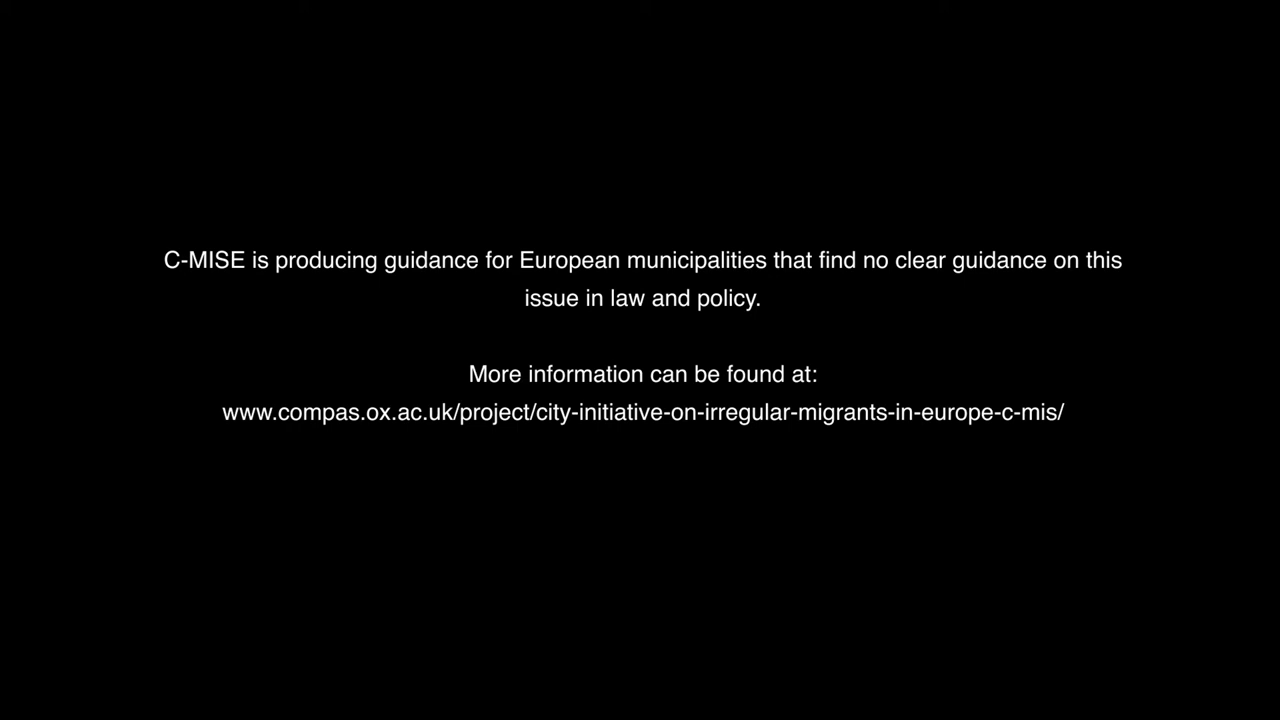 C-MISE is producing guidance for European municipalities that find no clear guidance on this
issue in law and policy.
More information can be found at:
www.compas.ox.ac.uk/project/city-initiative-on-irregular-migrants-in-europe-c-mis/